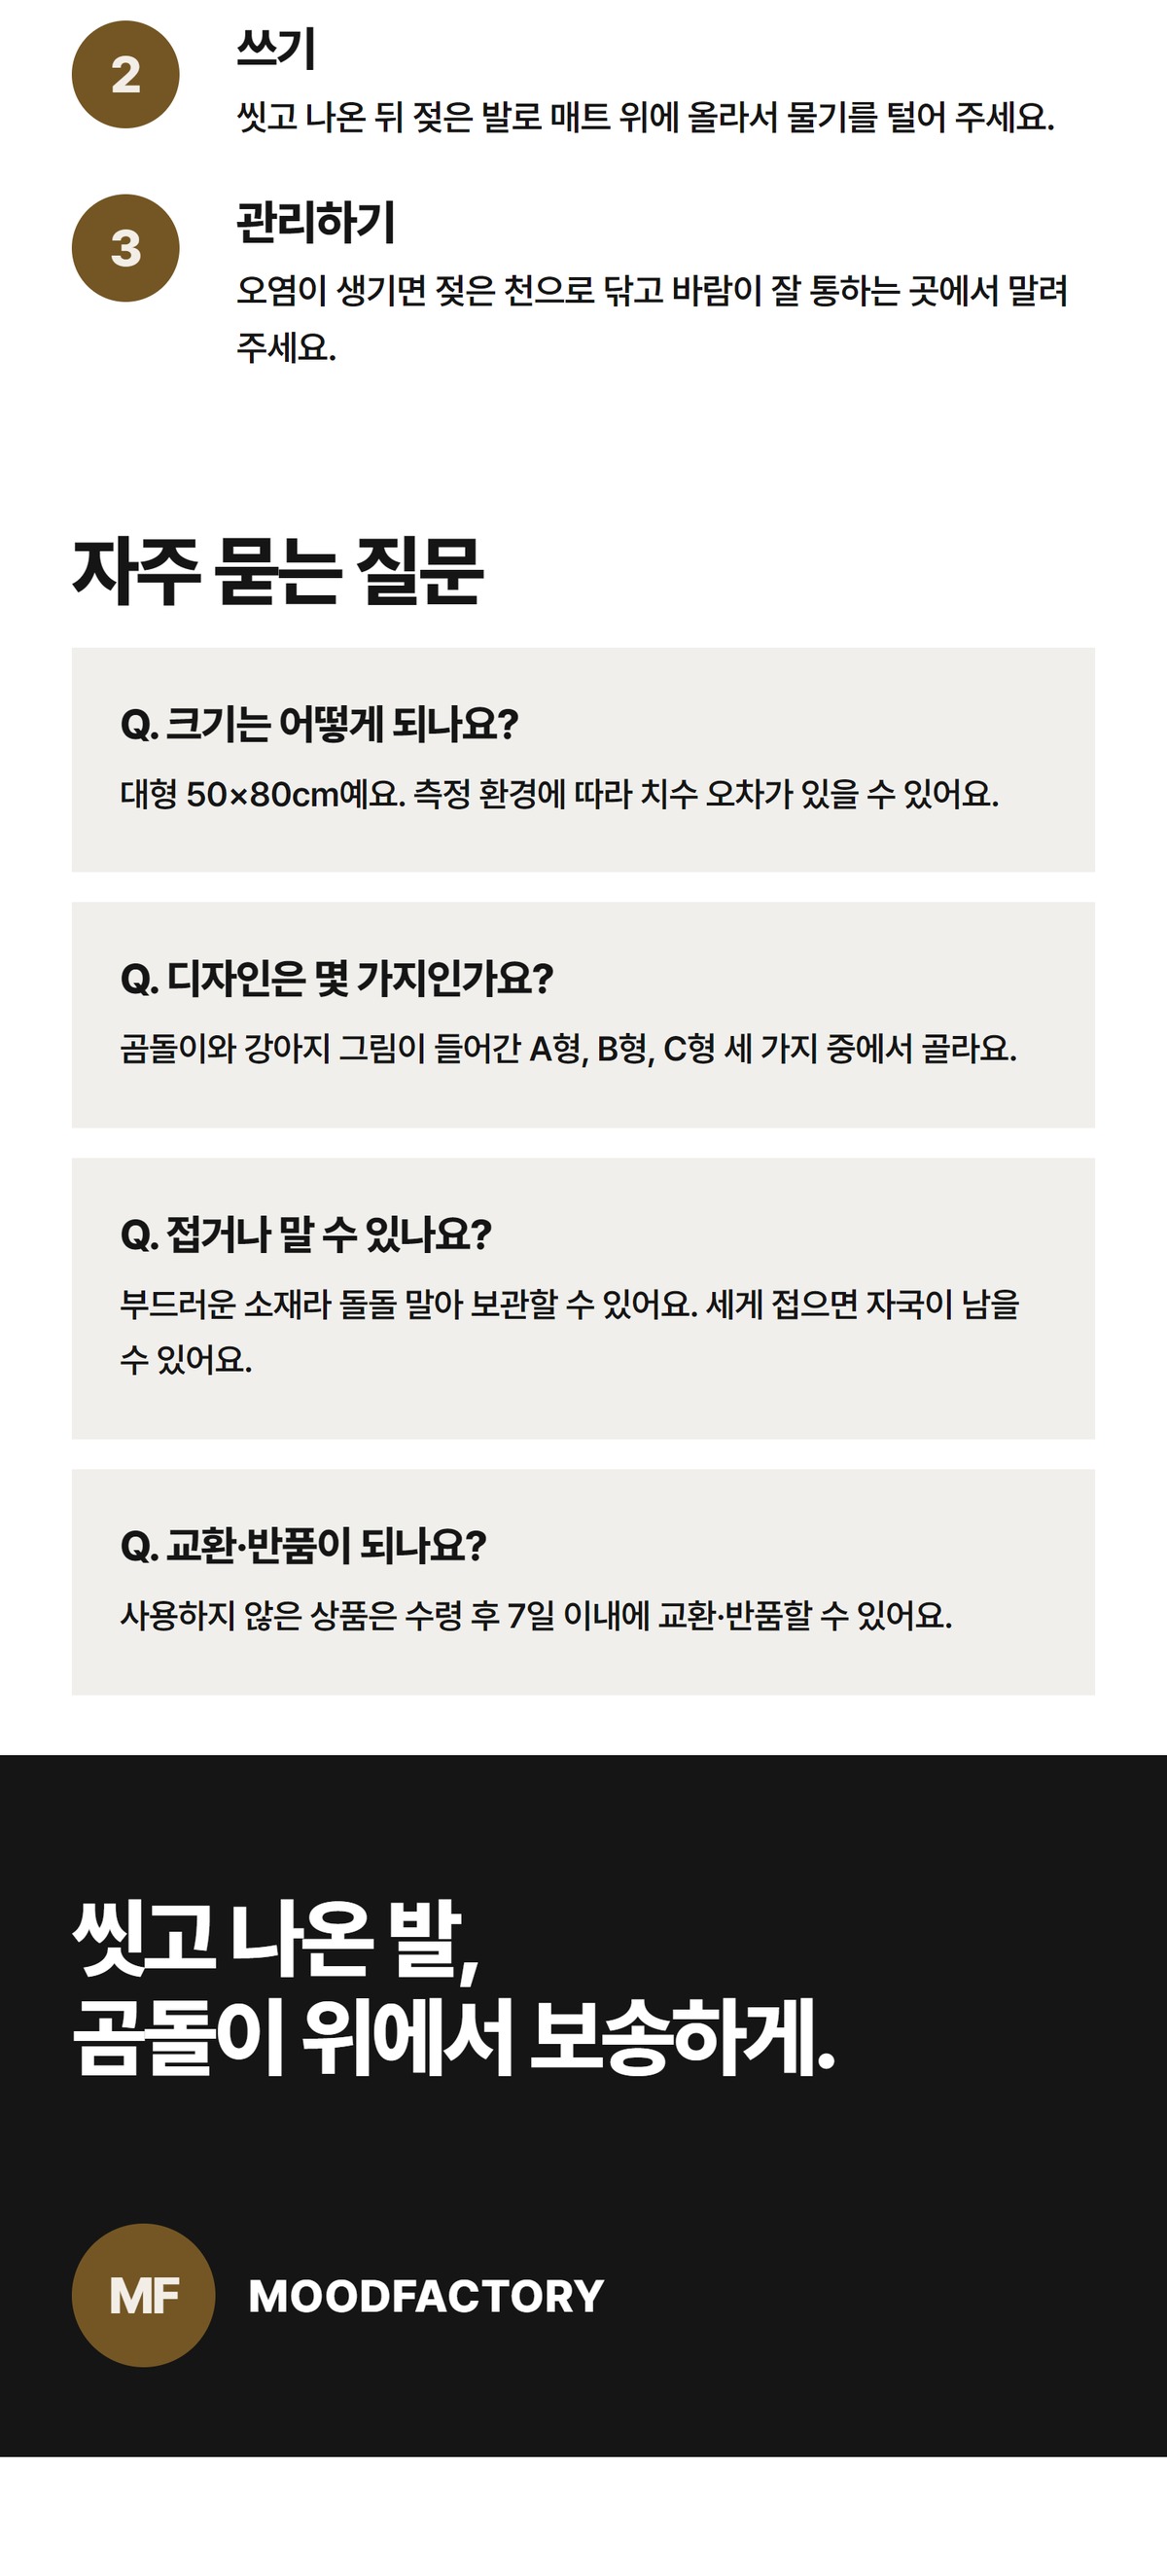 2
쓰기
씻고 나온 뒤 젖은 발로 매트 위에 올라서 물기를 털어 주세요.
3
관리하기
오염이 생기면 젖은 천으로 닦고 바람이 잘 통하는 곳에서 말려
주세요.
자주 묻는 질문
Q. 크기는 어떻게 되나요?
대형 50×80cm예요. 측정 환경에 따라 치수 오차가 있을 수 있어요.
Q. 디자인은 몇 가지인가요?
곰돌이와 강아지 그림이 들어간 A형, B형, C형 세 가지 중에서 골라요.
Q. 접거나 말 수 있나요?
부드러운 소재라 돌돌 말아 보관할 수 있어요. 세게 접으면 자국이 남을
수 있어요.
Q. 교환·반품이 되나요?
사용하지 않은 상품은 수령 후 7일 이내에 교환·반품할 수 있어요.
씻고 나온 발,
곰돌이 위에서 보송하게.
MF
MOODFACTORY